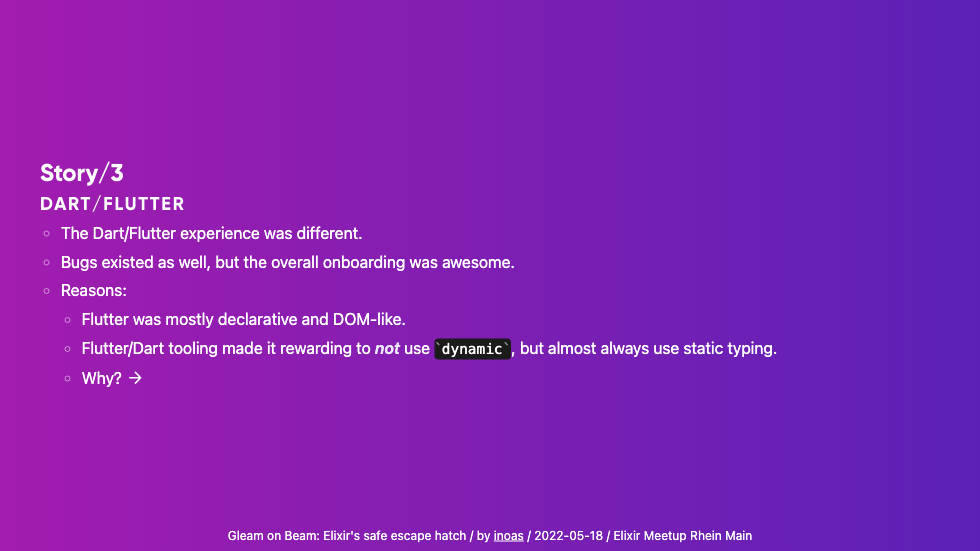 Story/3
DART/FLUTTER
The Dart/Flutter experience was different.
Bugs existed as well, but the overall onboarding was awesome.
Reasons:
Flutter was mostly declarative and DOM-like.
Flutter/Dart tooling made it rewarding to not use `dynamic`, but almost always use static typing.
Why? →
Gleam on Beam: Elixir's safe escape hatch / by inoas / 2022-05-18 / Elixir Meetup Rhein Main